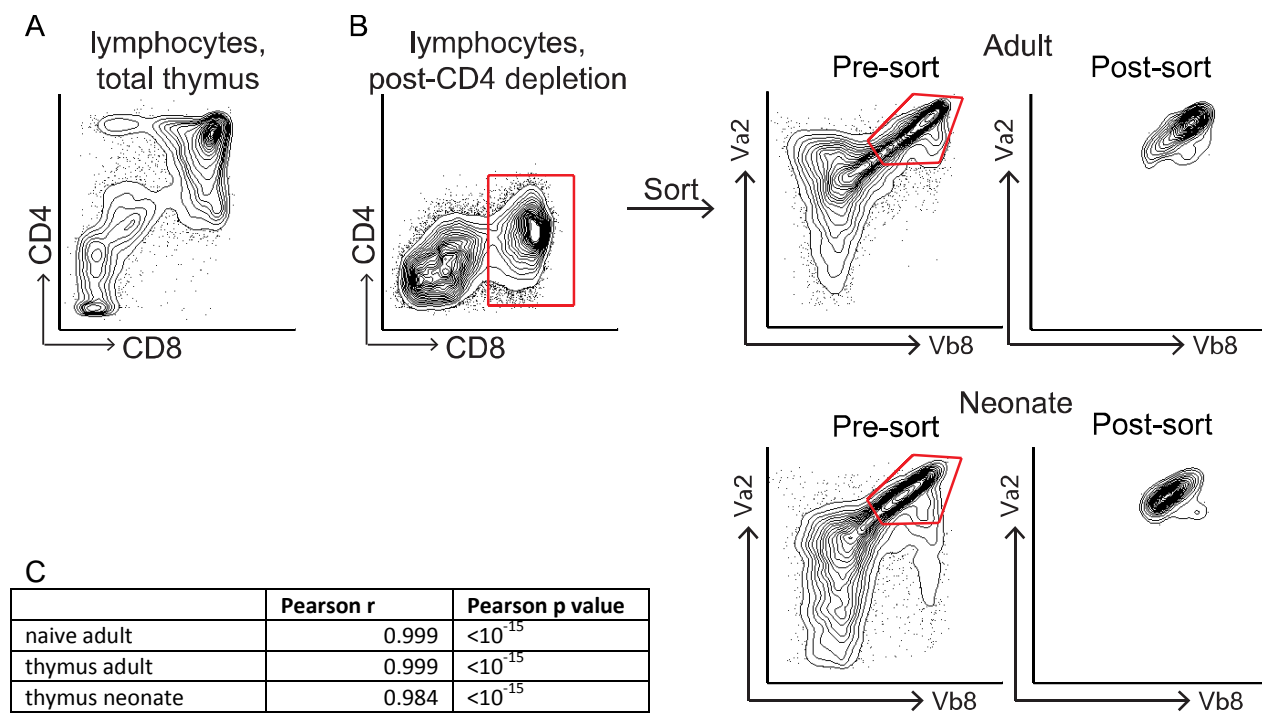 A
lymphocytes,
total thymus
CD4
CD8
B
lymphocytes,
post-CD4 depletion
CD4
CD8
Sort
Adult
Pre-sort
Post-sort
Va2
Vb8
Va2
Vb8
Neonate
Pre-sort
Post-sort
Va2
Vb8
Va2
Vb8
C
Pearson r Pearson p value
naive adult 0.999 <10⁻¹⁵
thymus adult 0.999 <10⁻¹⁵
thymus neonate 0.984 <10⁻¹⁵